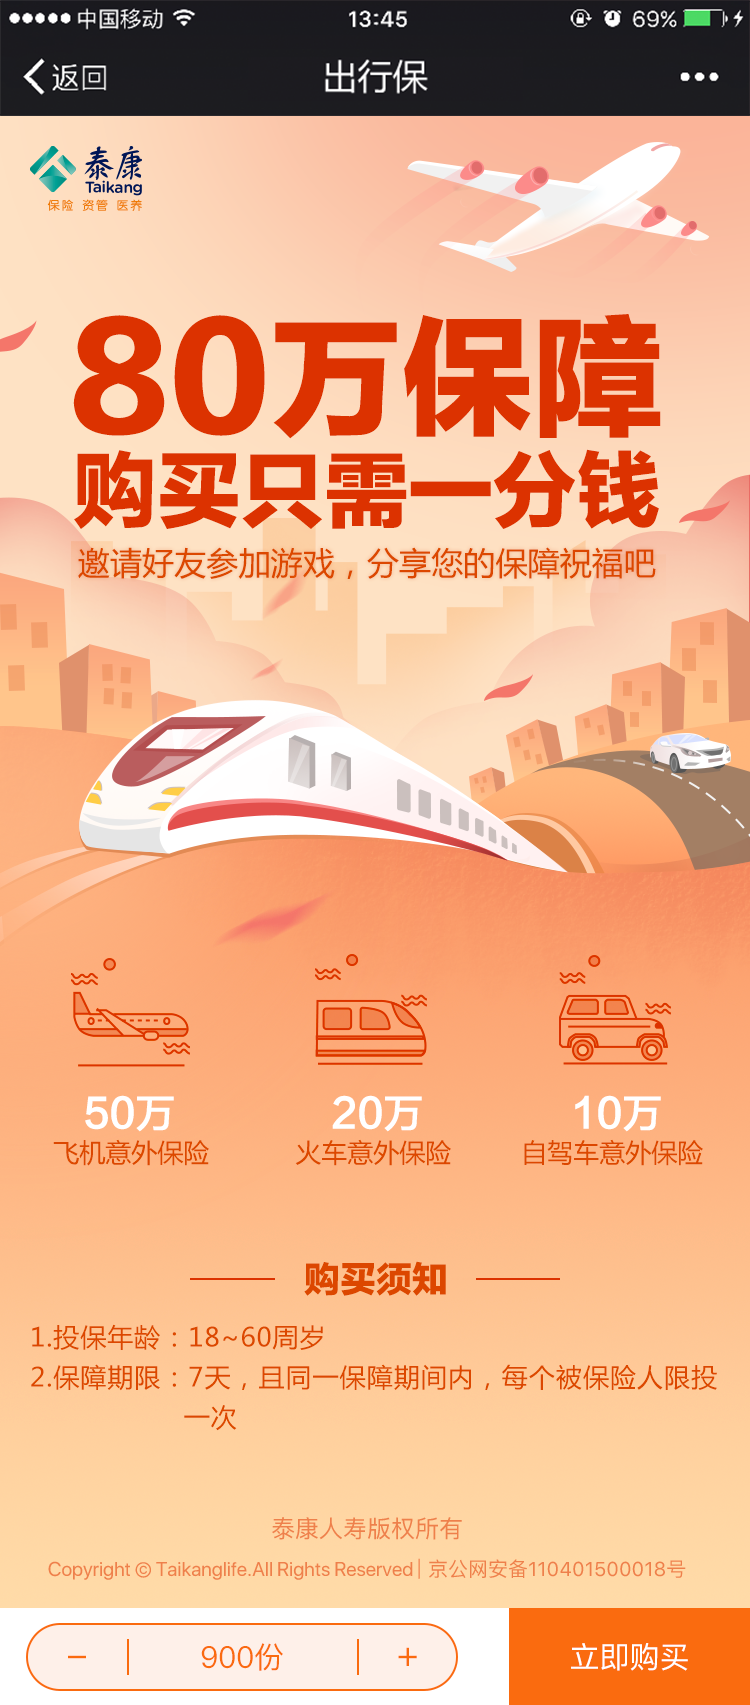 中国移动 13:45 69%
返回 出行保
泰康
Taikang
保险 资管 医养
80万保障
购买只需一分钱
邀请好友参加游戏，分享您的保障祝福吧
50万 20万 10万
飞机意外保险 火车意外保险 自驾车意外保险
购买须知
1.投保年龄：18~60周岁
2.保障期限：7天，且同一保障期间内，每个被保险人限投
一次
泰康人寿版权所有
Copyright © Taikanglife.All Rights Reserved| 京公网安备110401500018号
− 900份 + 立即购买